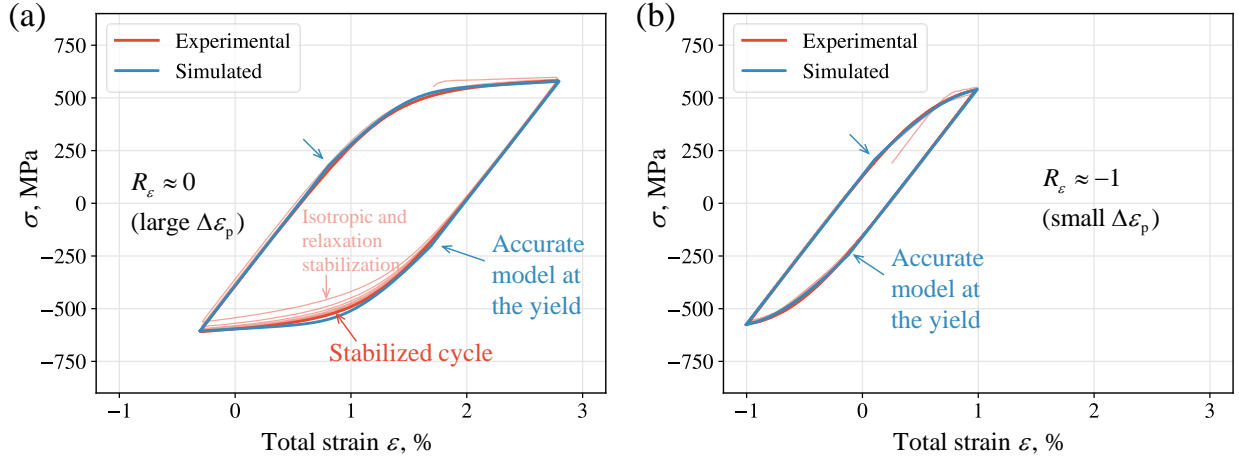 (a)
Experimental
Simulated
750
500
250
0
−250
−500
−750
σ, MPa
R_ε ≈ 0
(large Δε_p)
Isotropic and
relaxation
stabilization
Accurate
model at
the yield
Stabilized cycle
−1
0
1
2
3
Total strain ε, %
(b)
Experimental
Simulated
750
500
250
0
−250
−500
−750
σ, MPa
R_ε ≈ −1
(small Δε_p)
Accurate
model at
the yield
−1
0
1
2
3
Total strain ε, %